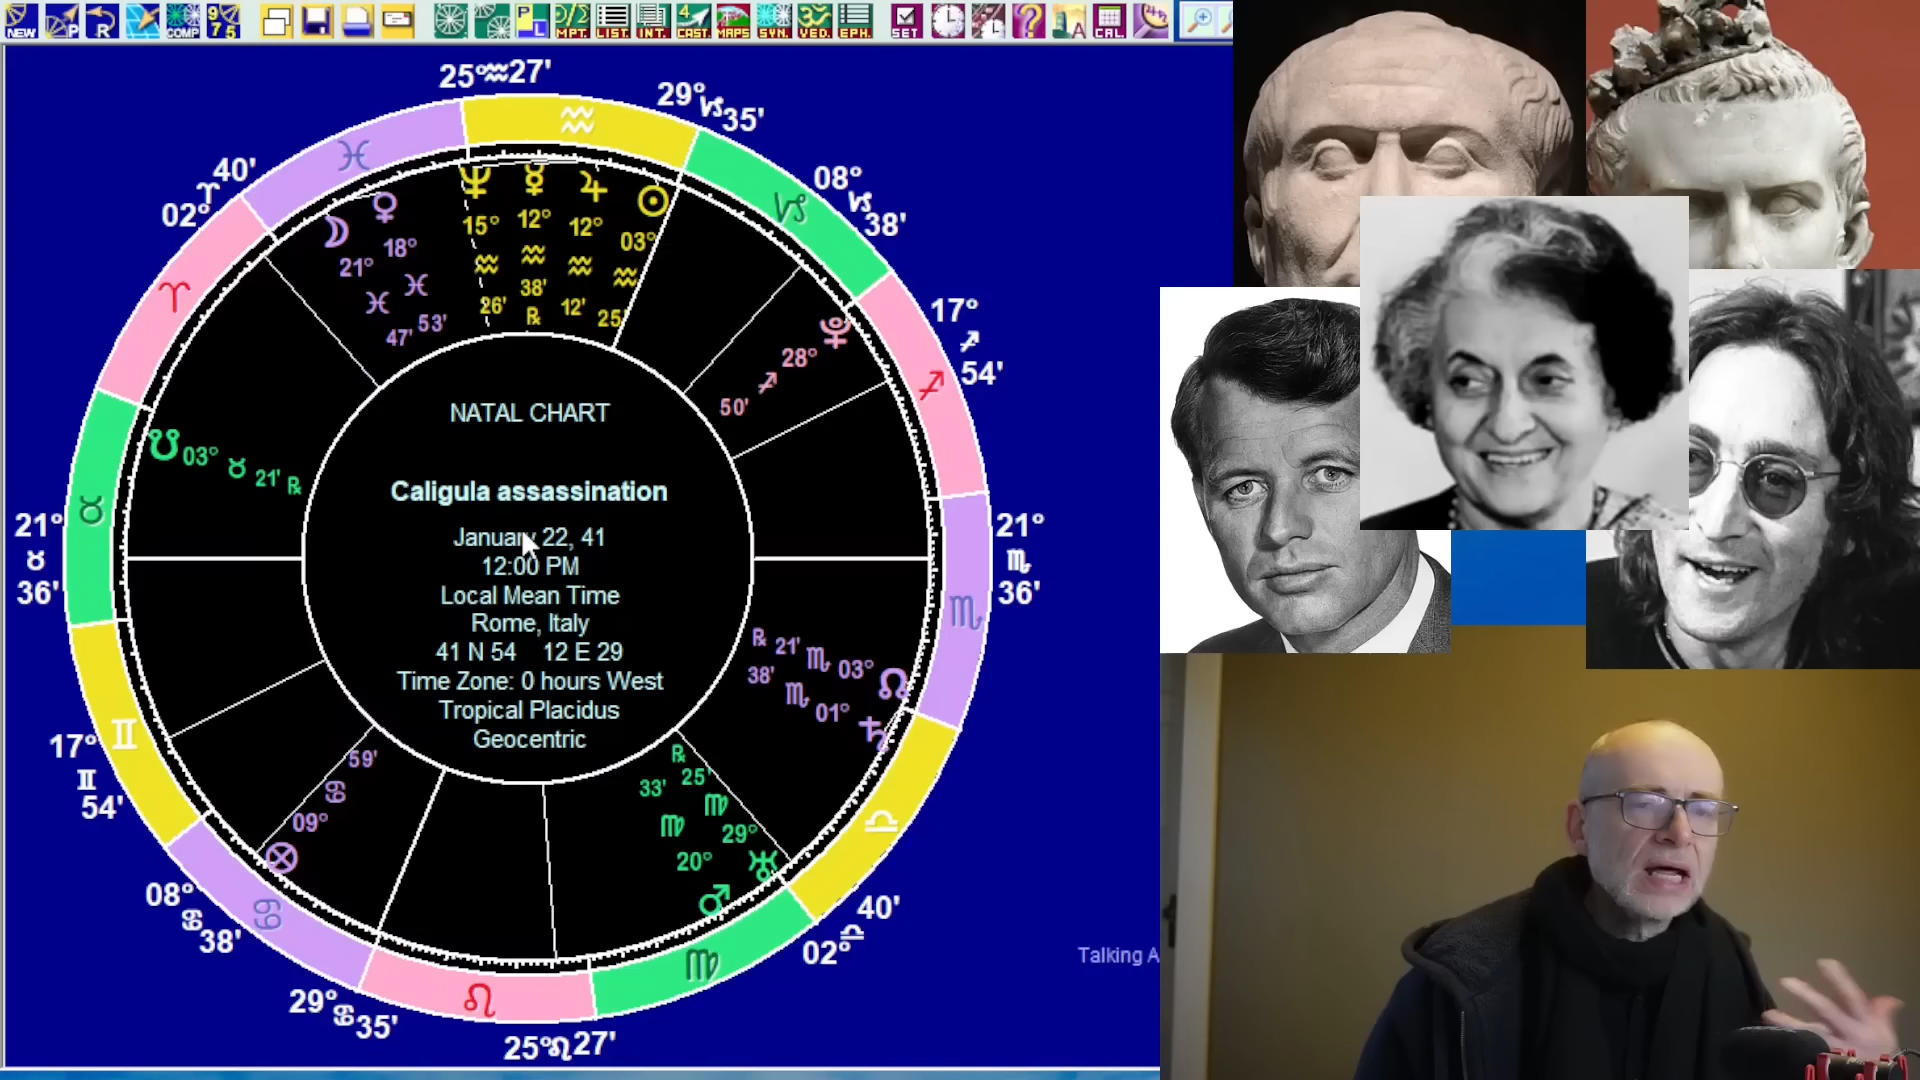 NEW P R COMP 9 7 5 P L MPT. LIST. INT. CAST. MAPS SYN. VED. EPH. SET ? A CAL.
25° ♒ 27'
29° ♑ 35'
08° ♑ 38'
17° ♐ 54'
21° ♏ 36'
02° ♎ 40'
25° ♌ 27'
29° ♋ 35'
08° ♋ 38'
17° ♊ 54'
21° ♉ 36'
02° ♈ 40'
☽ 21° ♓ 47'
♀ 18° ♓ 53'
♆ 15° ♒ 26'
☿ 12° ♒ 38' ℞
♃ 12° ♒ 12'
☉ 03° ♒ 25'
♇ 28° ♐ 50'
☋ 03° ♉ 21' ℞
℞ 21' ♏ 03° ☊
38' ♏ 01° ♄
℞ 25' ♍ 29° ♅
33' ♍ 20° ♂
59' ♋ 09° ⊗
NATAL CHART
Caligula assassination
January 22, 41
12:00 PM
Local Mean Time
Rome, Italy
41 N 54 12 E 29
Time Zone: 0 hours West
Tropical Placidus
Geocentric
Talking A